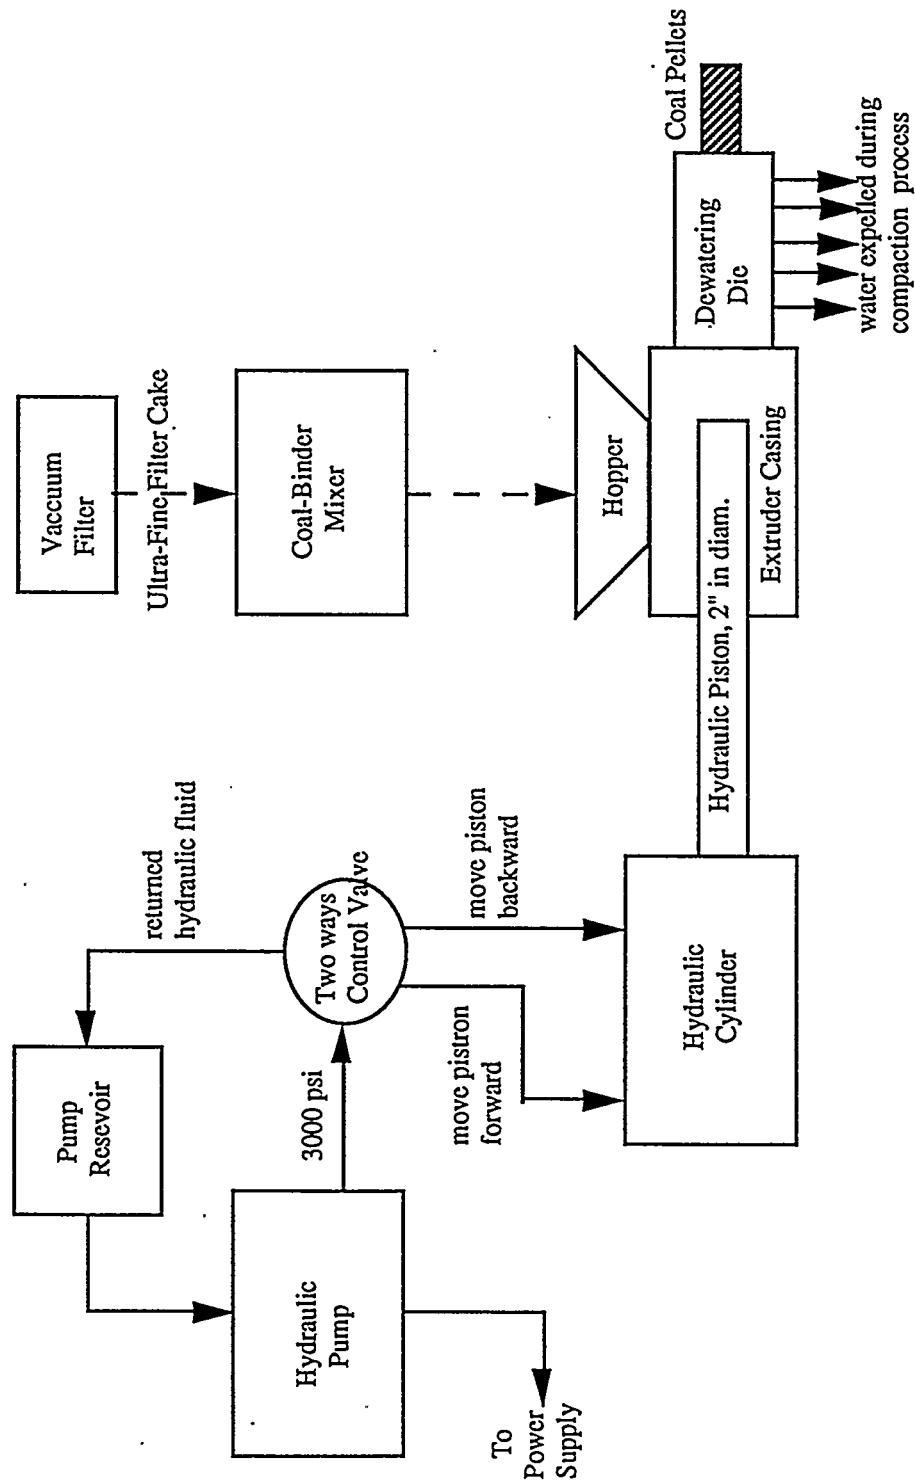 Vaccuum
Filter
Ultra-Fine Filter Cake
Coal-Binder
Mixer
Hopper
Coal Pellets
Dewatering
Die
water expelled during
compaction process
Extruder Casing
Hydraulic Piston, 2" in diam.
returned
hydraulic fluid
Two ways
Control Valve
move piston
backward
move pistron
forward
Hydraulic
Cylinder
Pump
Resevoir
3000 psi
Hydraulic
Pump
To
Power
Supply